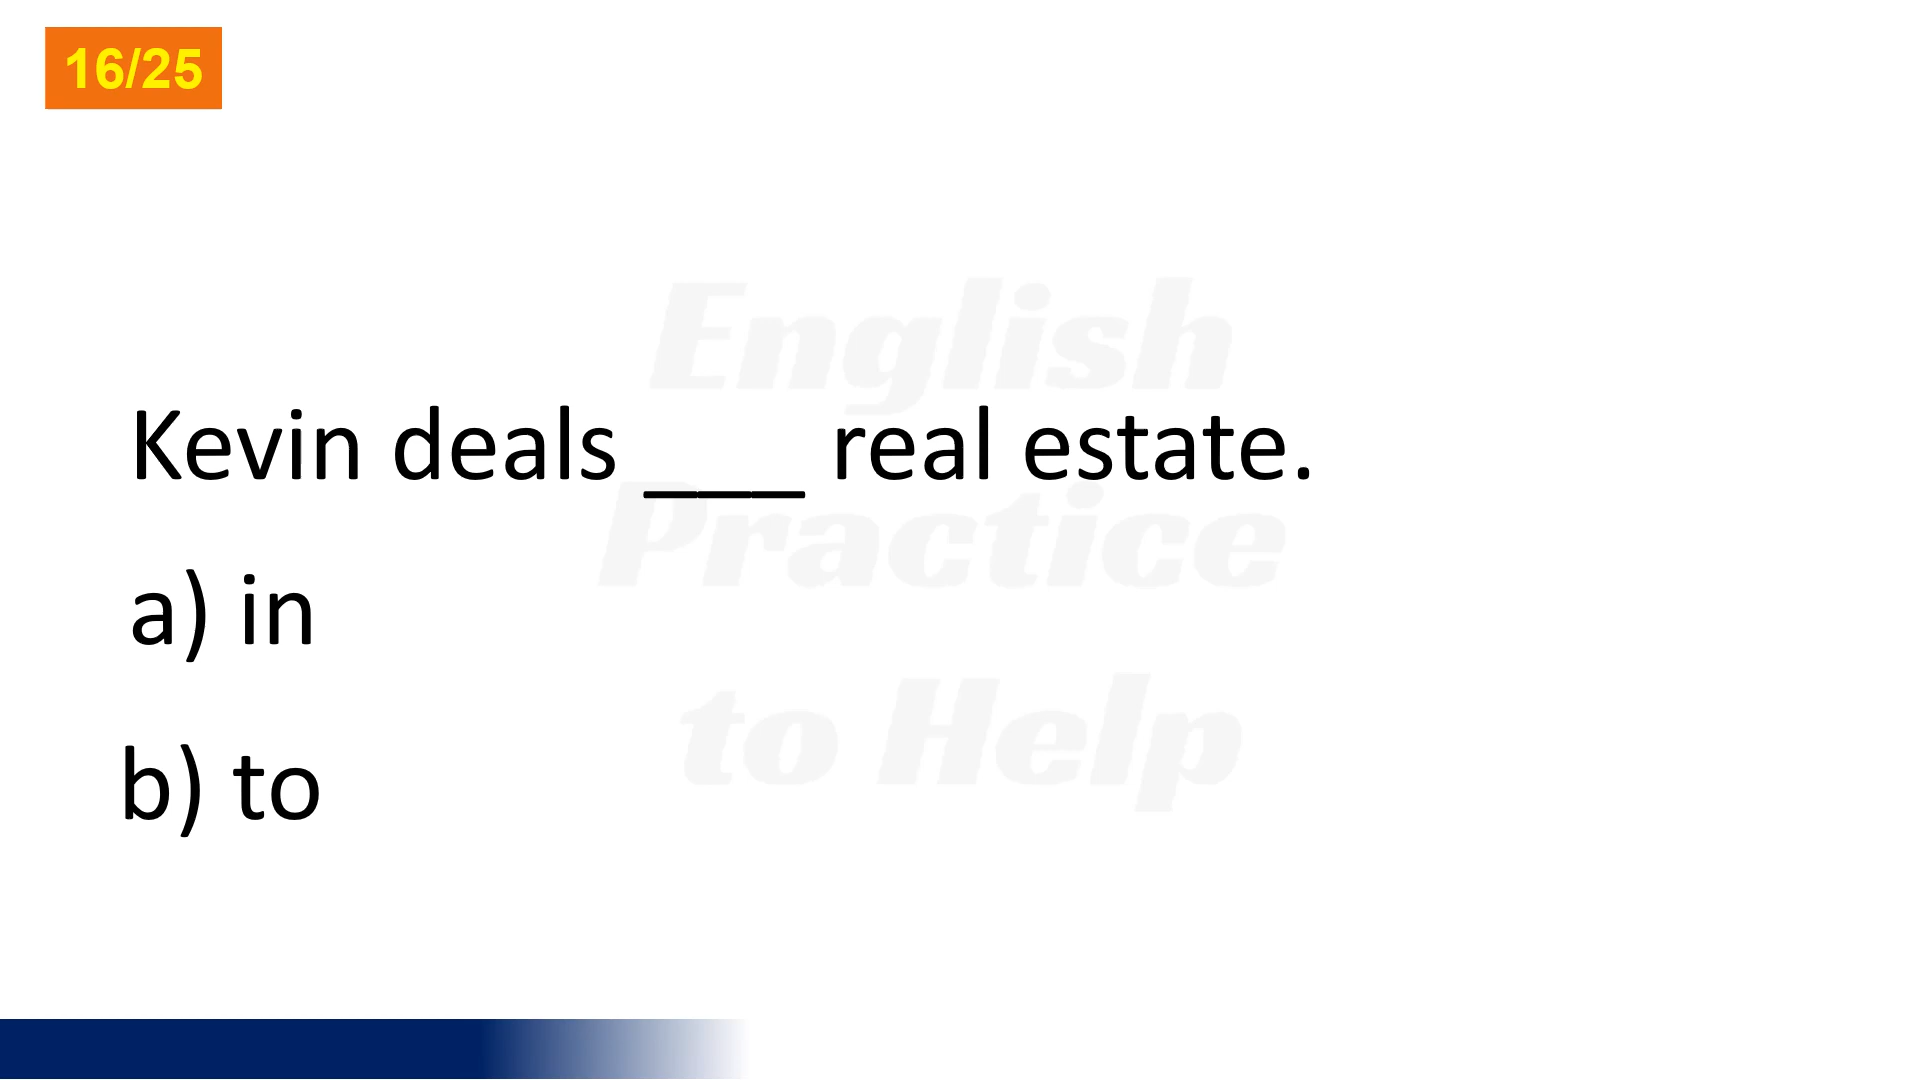 16/25
English
Kevin deals ___ real estate.
Practice
a) in
to Help
b) to